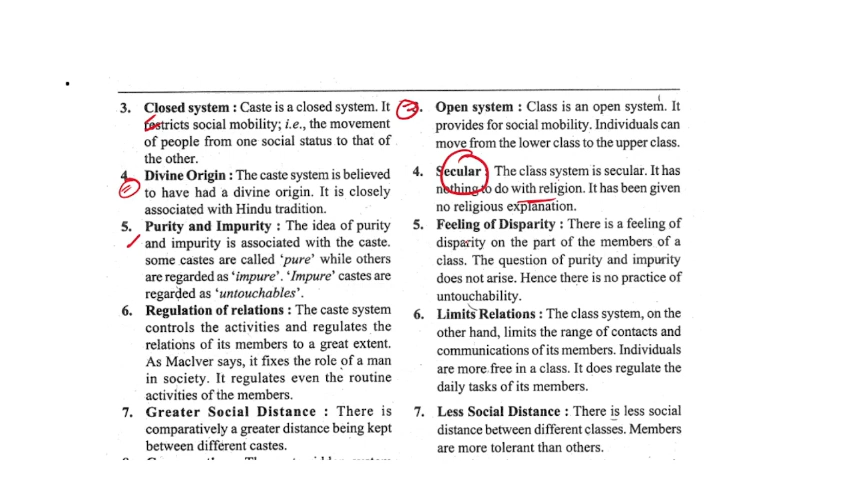 3. Closed system : Caste is a closed system. It
restricts social mobility; i.e., the movement
of people from one social status to that of
the other.
4. Divine Origin : The caste system is believed
to have had a divine origin. It is closely
associated with Hindu tradition.
5. Purity and Impurity : The idea of purity
and impurity is associated with the caste.
some castes are called 'pure' while others
are regarded as 'impure'. 'Impure' castes are
regarded as 'untouchables'.
6. Regulation of relations : The caste system
controls the activities and regulates the
relations of its members to a great extent.
As MacIver says, it fixes the role of a man
in society. It regulates even the routine
activities of the members.
7. Greater Social Distance : There is
comparatively a greater distance being kept
between different castes.
3. Open system : Class is an open system. It
provides for social mobility. Individuals can
move from the lower class to the upper class.
4. Secular : The class system is secular. It has
nothing to do with religion. It has been given
no religious explanation.
5. Feeling of Disparity : There is a feeling of
disparity on the part of the members of a
class. The question of purity and impurity
does not arise. Hence there is no practice of
untouchability.
6. Limits Relations : The class system, on the
other hand, limits the range of contacts and
communications of its members. Individuals
are more free in a class. It does regulate the
daily tasks of its members.
7. Less Social Distance : There is less social
distance between different classes. Members
are more tolerant than others.